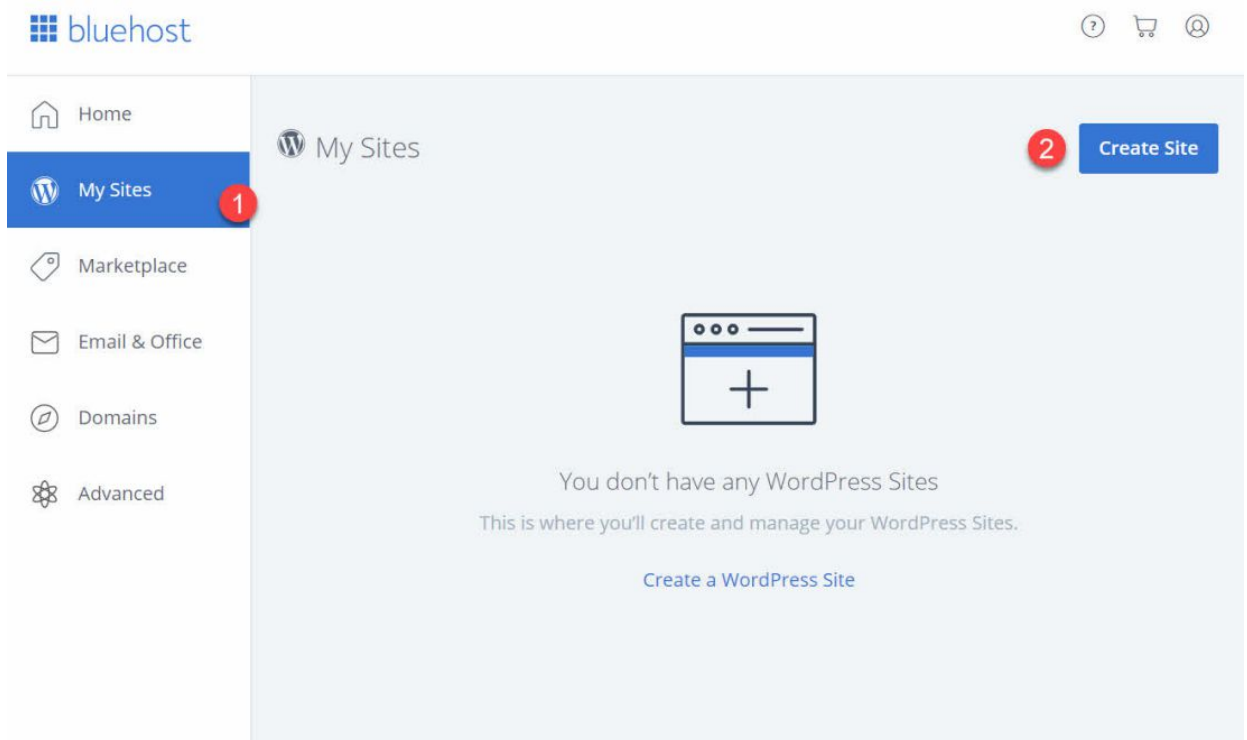 bluehost
Home
My Sites
1
Marketplace
Email & Office
Domains
Advanced
My Sites
2
Create Site
You don't have any WordPress Sites
This is where you'll create and manage your WordPress Sites.
Create a WordPress Site